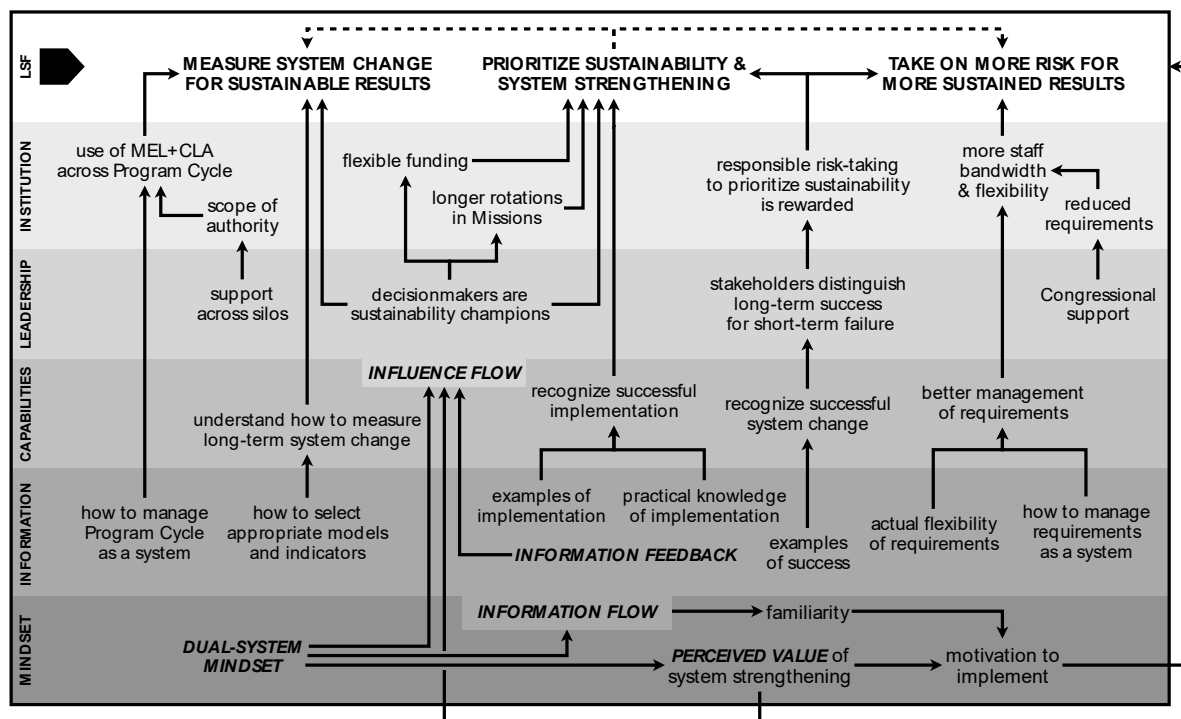 LSF
MEASURE SYSTEM CHANGE
FOR SUSTAINABLE RESULTS
PRIORITIZE SUSTAINABILITY &
SYSTEM STRENGTHENING
TAKE ON MORE RISK FOR
MORE SUSTAINED RESULTS
INSTITUTION
use of MEL+CLA
across Program Cycle
scope of
authority
flexible funding
longer rotations
in Missions
responsible risk-taking
to prioritize sustainability
is rewarded
more staff
bandwidth
& flexibility
reduced
requirements
LEADERSHIP
support
across silos
decisionmakers are
sustainability champions
stakeholders distinguish
long-term success
for short-term failure
Congressional
support
CAPABILITIES
INFLUENCE FLOW
understand how to measure
long-term system change
recognize successful
implementation
recognize successful
system change
better management
of requirements
INFORMATION
how to manage
Program Cycle
as a system
how to select
appropriate models
and indicators
examples of
implementation
practical knowledge
of implementation
INFORMATION FEEDBACK
examples
of success
actual flexibility
of requirements
how to manage
requirements
as a system
MINDSET
DUAL-SYSTEM
MINDSET
INFORMATION FLOW
familiarity
PERCEIVED VALUE of
system strengthening
motivation to
implement